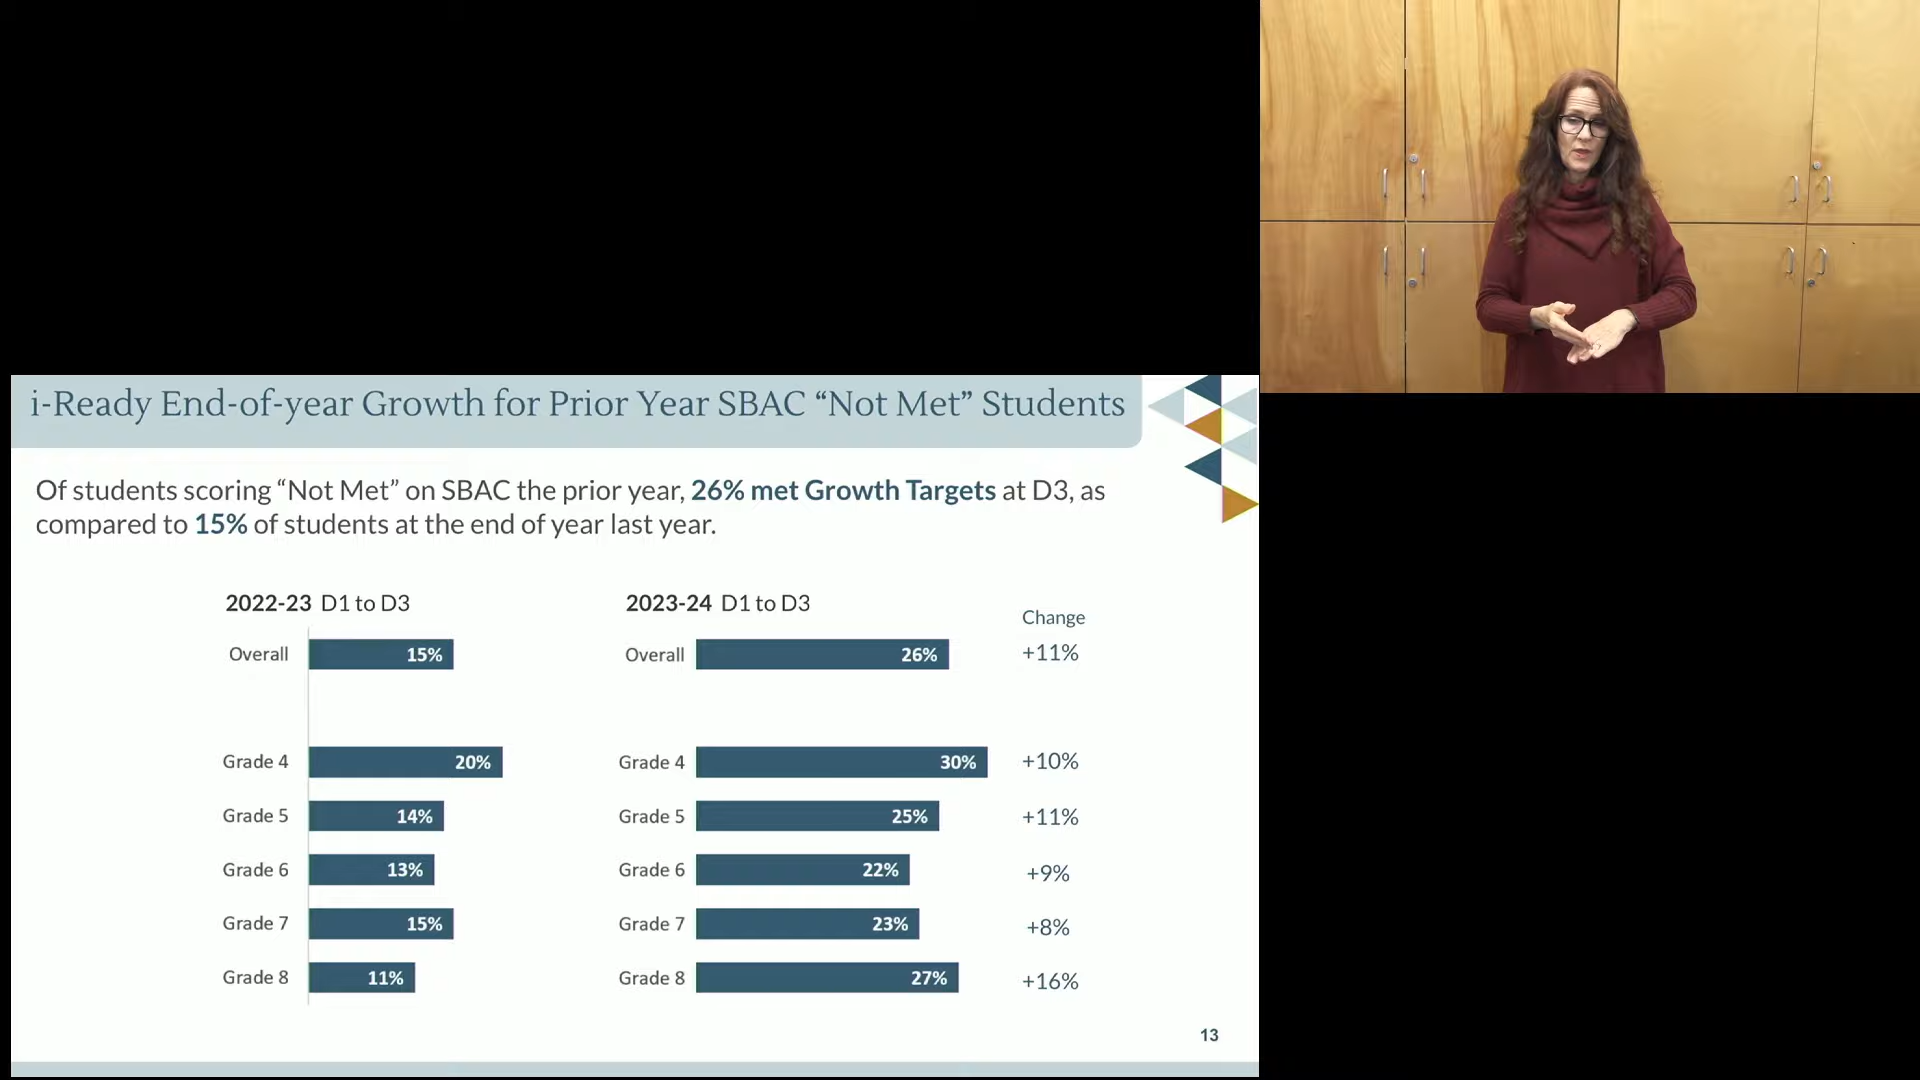 i-Ready End-of-year Growth for Prior Year SBAC “Not Met” Students
Of students scoring “Not Met” on SBAC the prior year, 26% met Growth Targets at D3, as
compared to 15% of students at the end of year last year.
2022-23 D1 to D3
Overall 15%
Grade 4 20%
Grade 5 14%
Grade 6 13%
Grade 7 15%
Grade 8 11%
2023-24 D1 to D3
Change
Overall 26% +11%
Grade 4 30% +10%
Grade 5 25% +11%
Grade 6 22% +9%
Grade 7 23% +8%
Grade 8 27% +16%
13